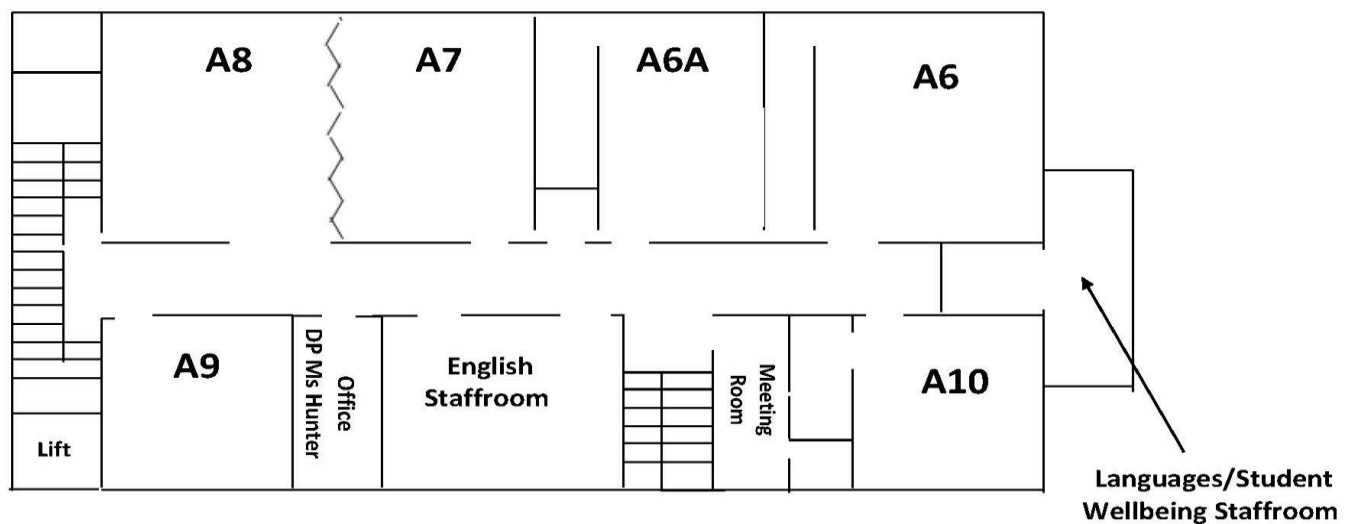 A8
A7
A6A
A6
A9
DP Ms Hunter
Office
English
Staffroom
Meeting
Room
A10
Lift
Languages/Student
Wellbeing Staffroom